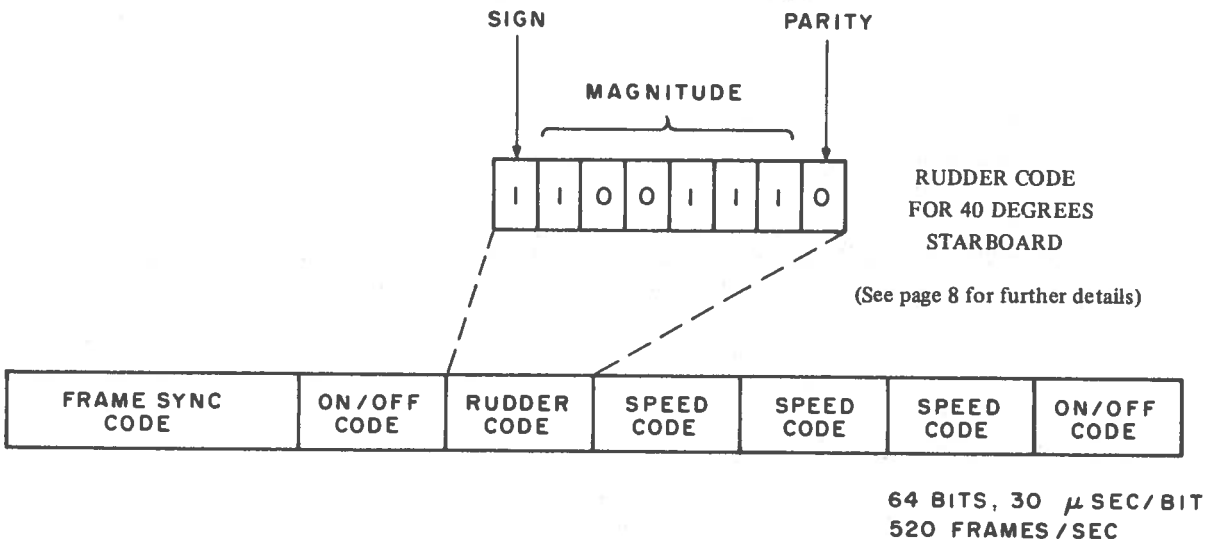 SIGN PARITY
MAGNITUDE
1 1 0 0 1 1 1 0
RUDDER CODE
FOR 40 DEGREES
STARBOARD
(See page 8 for further details)
FRAME SYNC
CODE
ON/OFF
CODE
RUDDER
CODE
SPEED
CODE
SPEED
CODE
SPEED
CODE
ON/OFF
CODE
64 BITS, 30 μ SEC/BIT
520 FRAMES/SEC